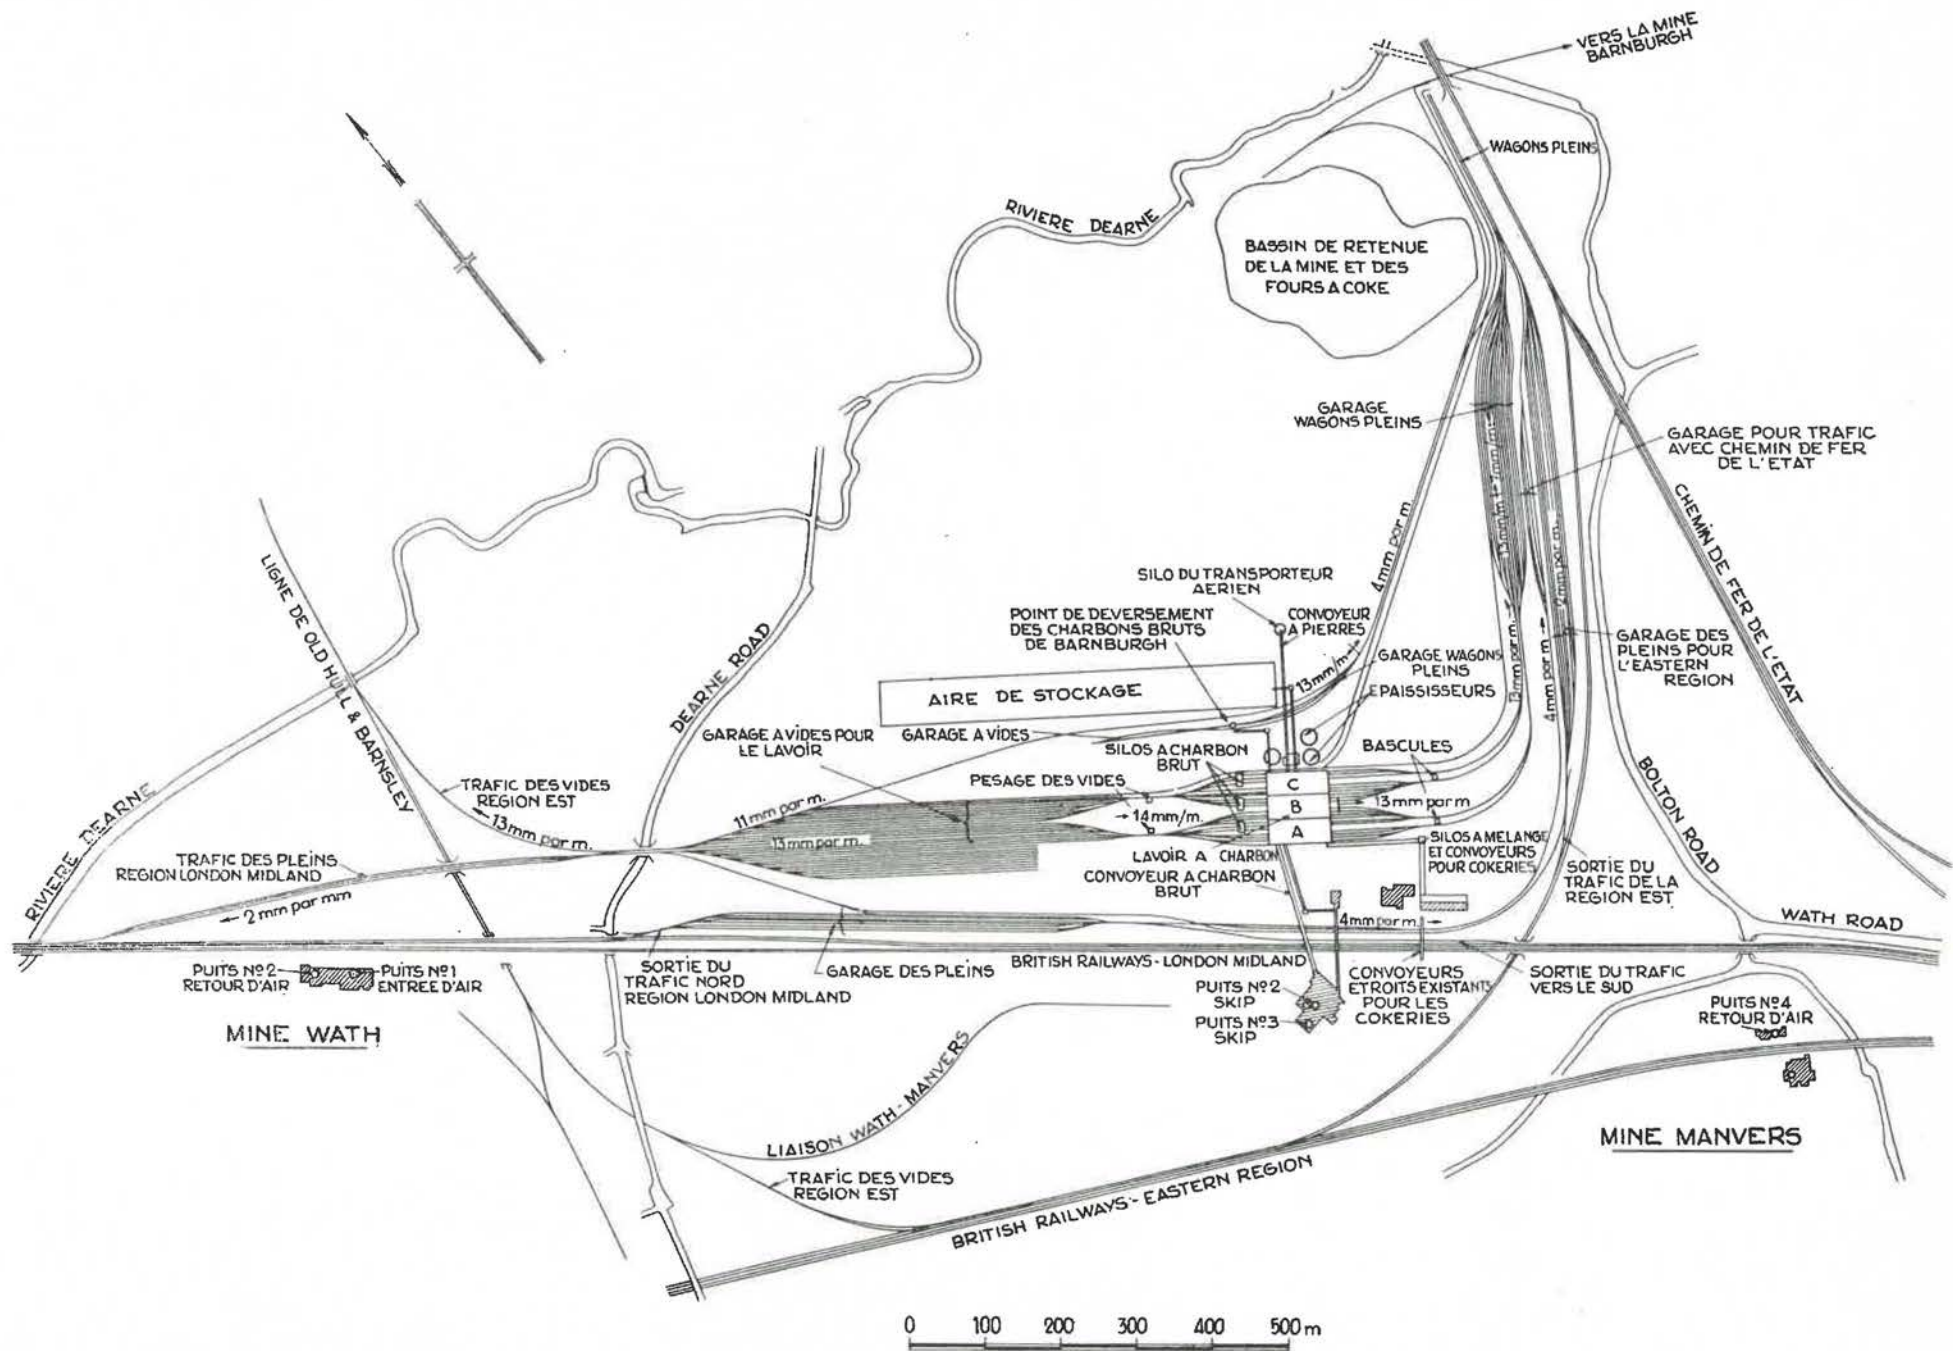 VERS LA MINE
BARNBURGH
WAGONS PLEINS
RIVIERE DEARNE
BASSIN DE RETENUE
DE LA MINE ET DES
FOURS A COKE
GARAGE
WAGONS PLEINS
13mm/m
7mm/m
GARAGE POUR TRAFIC
AVEC CHEMIN DE FER
DE L'ETAT
CHEMIN DE FER DE L'ETAT
4mm par m.
2mm par m.
LIGNE DE OLD HULL & BARNSLEY
DEARNE ROAD
SILO DU TRANSPORTEUR
AERIEN
POINT DE DEVERSEMENT
DES CHARBONS BRUTS
DE BARNBURGH
CONVOYEUR
A PIERRES
GARAGE WAGONS
PLEINS
EPAISSISSEURS
13mm/m
13mm par m.
4mm par m.
GARAGE DES
PLEINS POUR
L'EASTERN
REGION
AIRE DE STOCKAGE
GARAGE A VIDES POUR
LE LAVOIR
GARAGE A VIDES
SILOS A CHARBON
BRUT
BASCULES
PESAGE DES VIDES
TRAFIC DES VIDES
REGION EST
13mm par m.
11mm par m.
13mm par m.
14mm/m.
C
B
A
13mm par m
RIVIERE DEARNE
TRAFIC DES PLEINS
REGION LONDON MIDLAND
2mm par mm
LAVOIR A CHARBON
CONVOYEUR A CHARBON
BRUT
SILOS A MELANGE
ET CONVOYEURS
POUR COKERIES
SORTIE DU
TRAFIC DE LA
REGION EST
BOLTON ROAD
WATH ROAD
4mm par m.
PUITS Nº2
RETOUR D'AIR
PUITS Nº1
ENTREE D'AIR
SORTIE DU
TRAFIC NORD
REGION LONDON MIDLAND
GARAGE DES PLEINS
BRITISH RAILWAYS - LONDON MIDLAND
CONVOYEURS
ETROITS EXISTANTS
POUR LES
COKERIES
SORTIE DU TRAFIC
VERS LE SUD
PUITS Nº2
SKIP
PUITS Nº3
SKIP
PUITS Nº4
RETOUR D'AIR
MINE WATH
LIAISON WATH - MANVERS
TRAFIC DES VIDES
REGION EST
BRITISH RAILWAYS - EASTERN REGION
MINE MANVERS
0 100 200 300 400 500 m